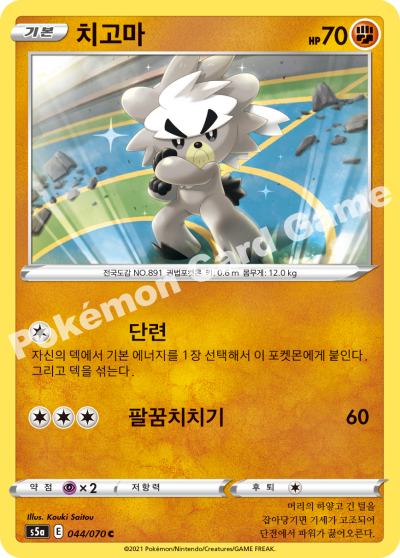 기본 치고마 HP 70
전국도감 NO.891 권법포켓몬 키: 0.6 m 몸무게: 12.0 kg
Pokémon Card Game
단련
자신의 덱에서 기본 에너지를 1장 선택해서 이 포켓몬에게 붙인다.
그리고 덱을 섞는다.
팔꿈치치기 60
약점 ×2 저항력 후퇴
Illus. Kouki Saitou
s5a E 044/070 C
머리의 하얗고 긴 털을
잡아당기면 기세가 고조되어
단전에서 파워가 끓어오른다.
©2021 Pokémon/Nintendo/Creatures/GAME FREAK.